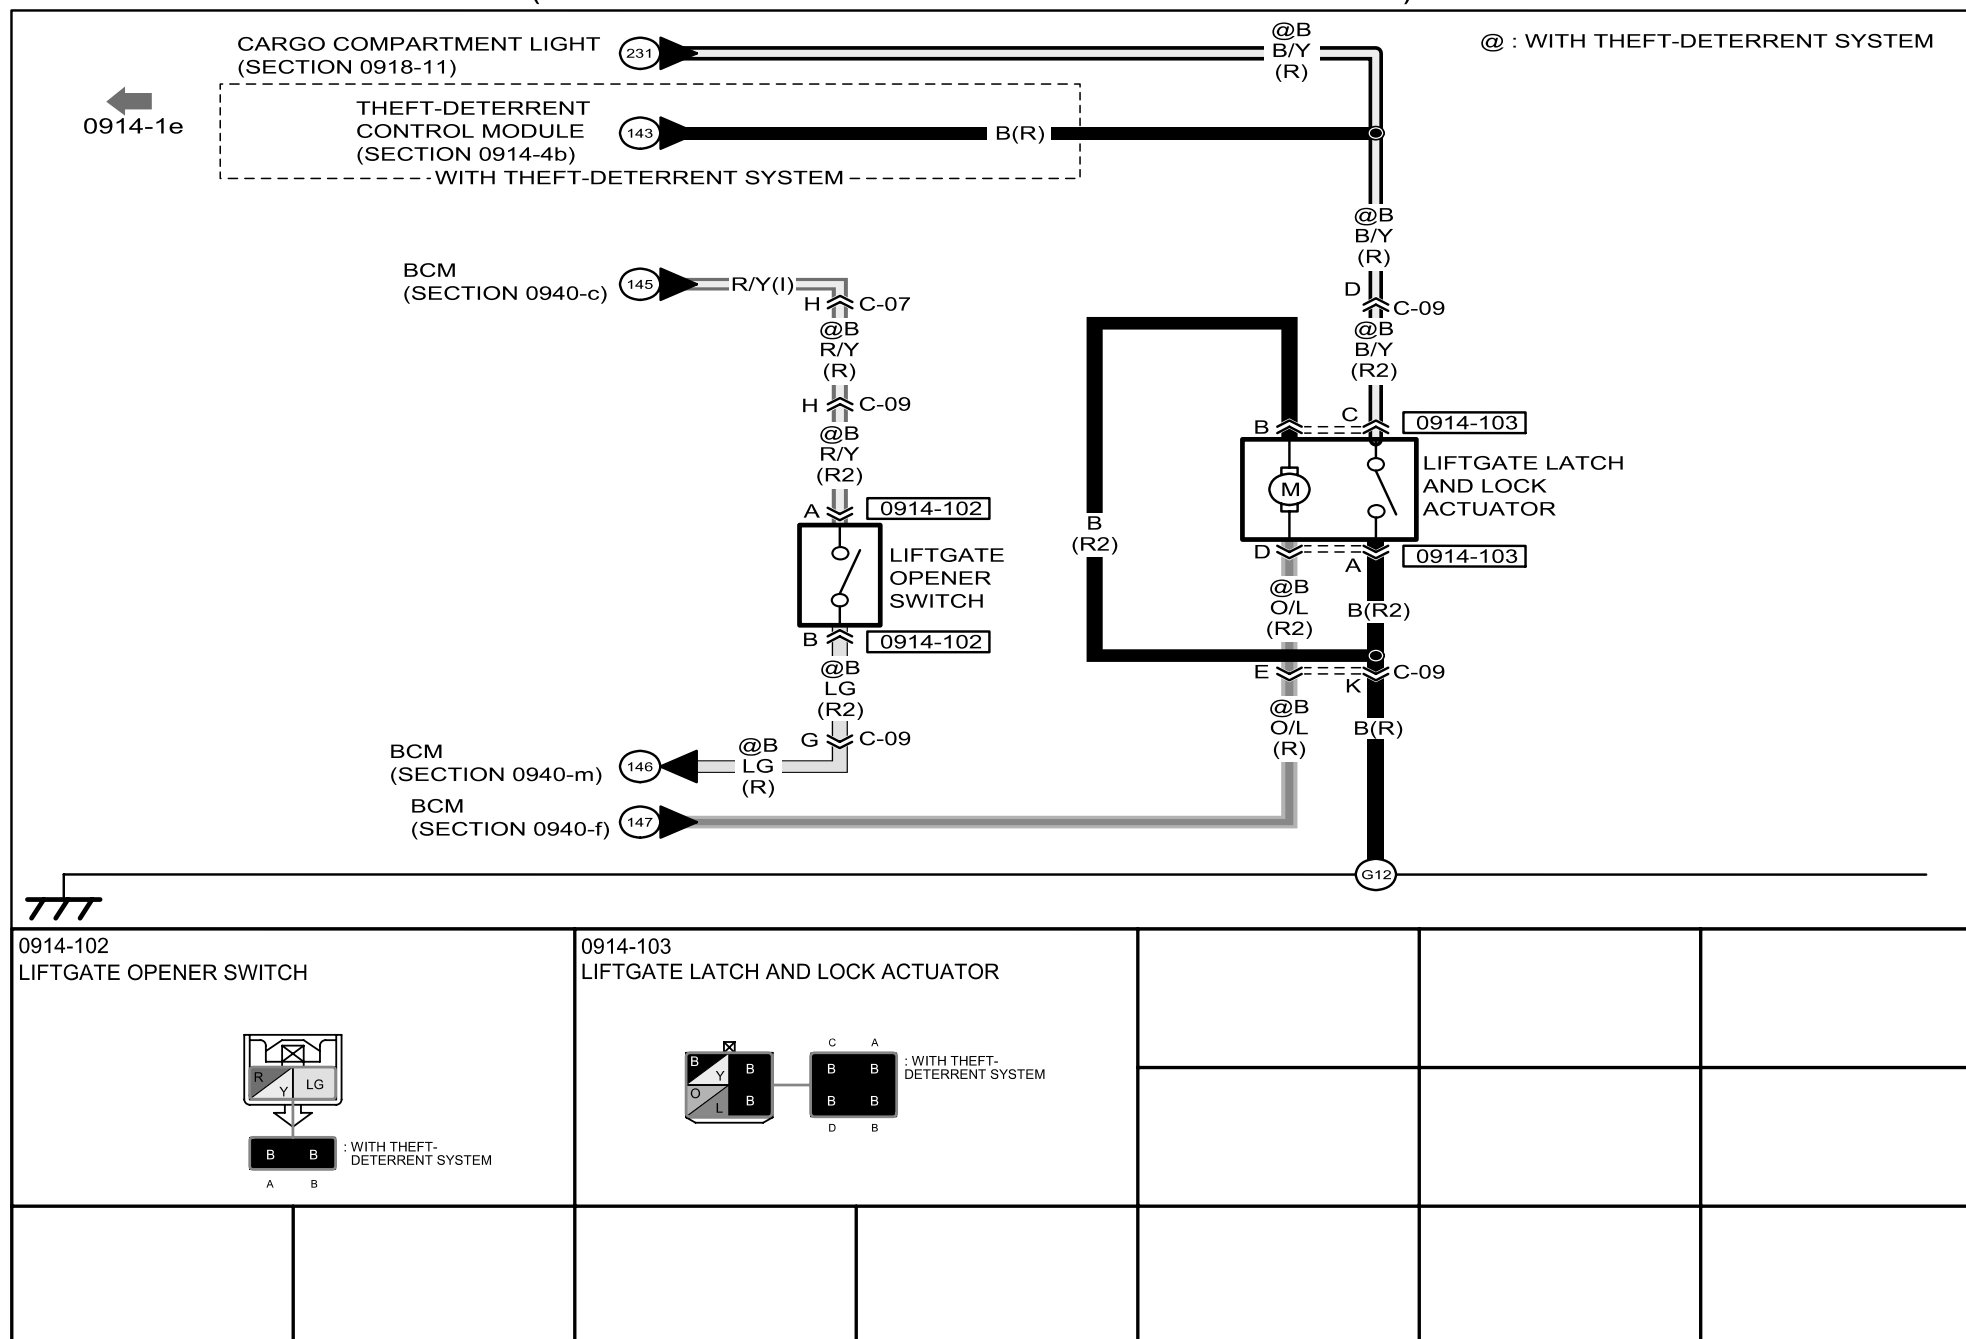 CARGO COMPARTMENT LIGHT
(SECTION 0918-11)
231
@B
B/Y
(R)
@ : WITH THEFT-DETERRENT SYSTEM
0914-1e
THEFT-DETERRENT
CONTROL MODULE
(SECTION 0914-4b)
143
B(R)
WITH THEFT-DETERRENT SYSTEM
@B
B/Y
(R)
BCM
(SECTION 0940-c)
145
R/Y(I)
H C-07
D C-09
@B
R/Y
(R)
@B
B/Y
(R2)
H C-09
@B
R/Y
(R2)
B C 0914-103
A 0914-102
M
LIFTGATE LATCH
AND LOCK
ACTUATOR
B
(R2)
LIFTGATE
OPENER
SWITCH
D A 0914-103
@B
O/L
(R2)
B(R2)
B 0914-102
@B
LG
(R2)
E K C-09
@B
O/L
(R)
B(R)
G C-09
BCM
(SECTION 0940-m)
146
@B
LG
(R)
BCM
(SECTION 0940-f)
147
G12
0914-102
LIFTGATE OPENER SWITCH
R Y LG
B B
A B
: WITH THEFT-
DETERRENT SYSTEM
0914-103
LIFTGATE LATCH AND LOCK ACTUATOR
C A
B Y B B B
O L B B B
D B
: WITH THEFT-
DETERRENT SYSTEM